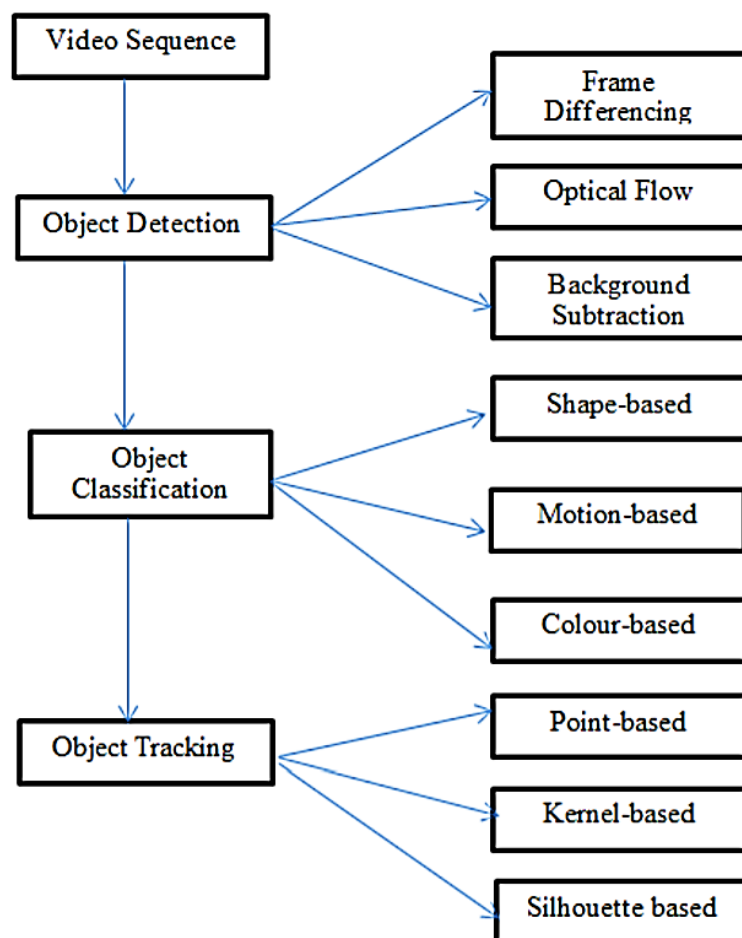 Video Sequence
Frame
Differencing
Optical Flow
Object Detection
Background
Subtraction
Shape-based
Object
Classification
Motion-based
Colour-based
Point-based
Object Tracking
Kernel-based
Silhouette based